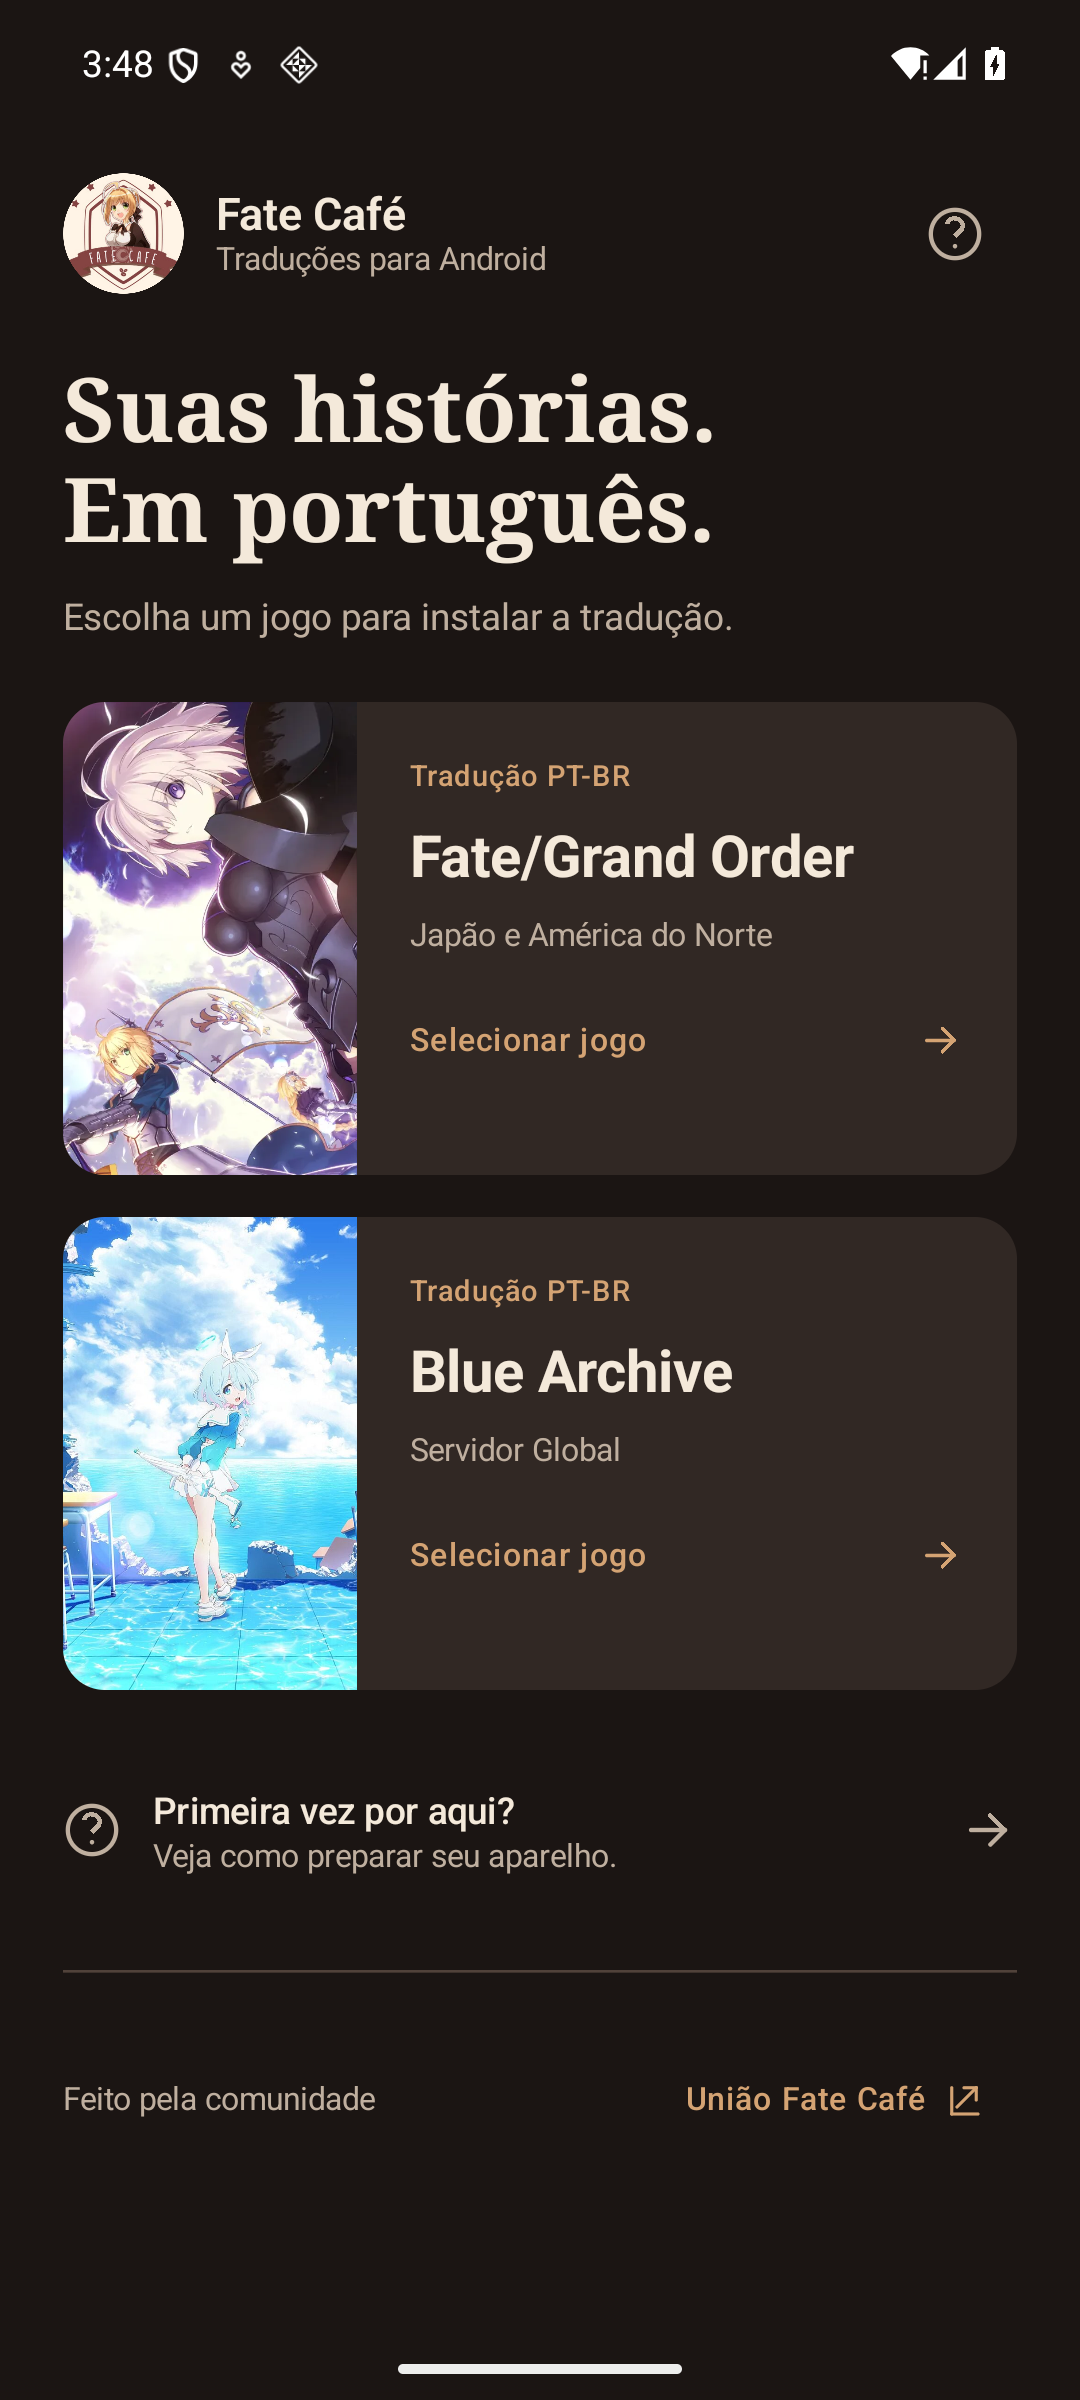 3:48
Fate Café
Traduções para Android
FATE CAFE
Suas histórias.
Em português.
Escolha um jogo para instalar a tradução.
Tradução PT-BR
Fate/Grand Order
Japão e América do Norte
Selecionar jogo
Tradução PT-BR
Blue Archive
Servidor Global
Selecionar jogo
Primeira vez por aqui?
Veja como preparar seu aparelho.
Feito pela comunidade
União Fate Café